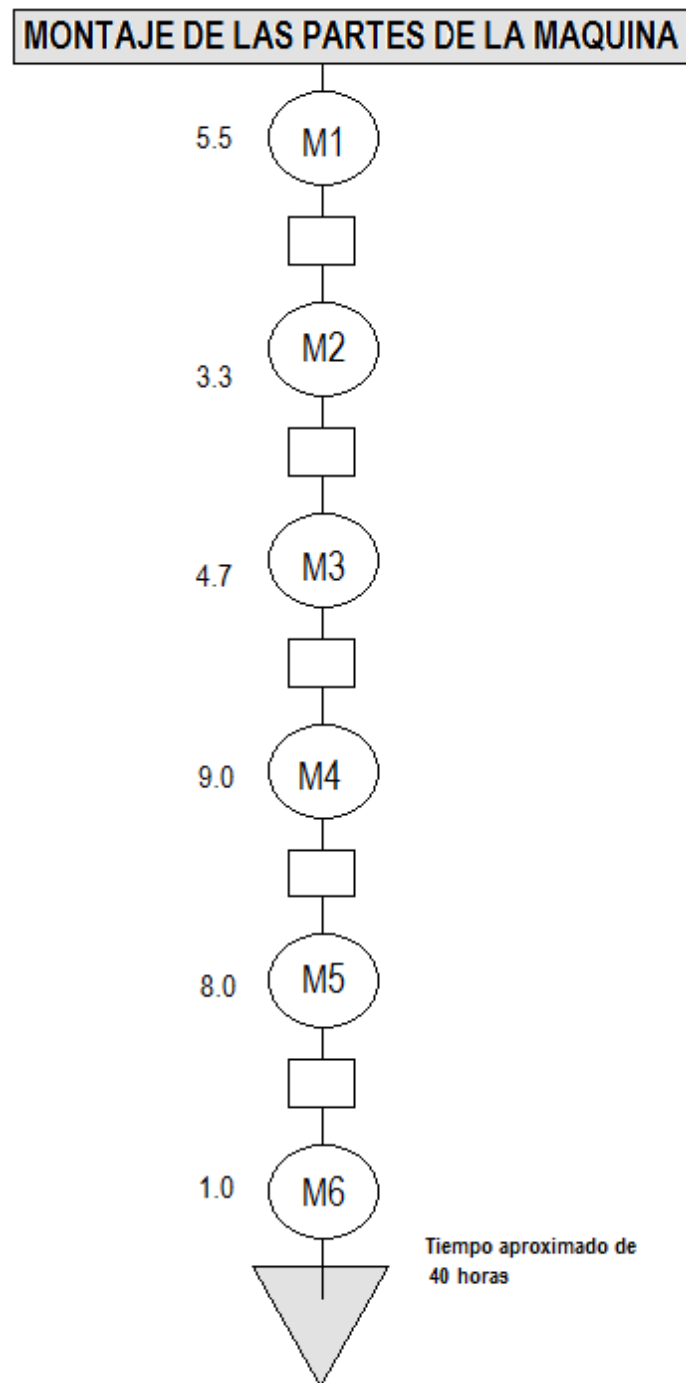 MONTAJE DE LAS PARTES DE LA MAQUINA
5.5
M1
M2
3.3
M3
4.7
M4
9.0
M5
8.0
M6
1.0
Tiempo aproximado de
40 horas